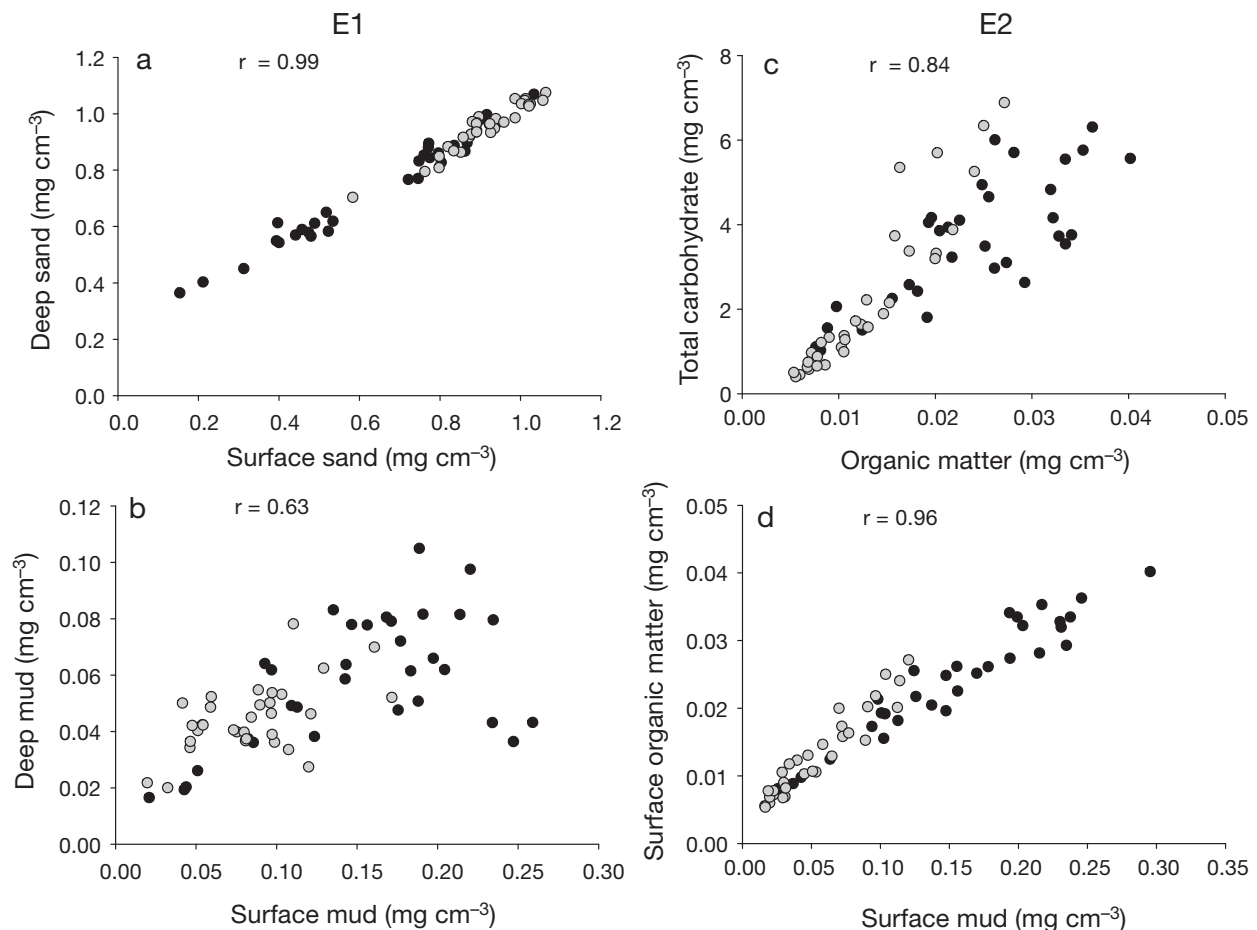 E1
a
r = 0.99
1.2
1.0
0.8
0.6
0.4
0.2
0.0
Deep sand (mg cm⁻³)
0.0 0.2 0.4 0.6 0.8 1.0 1.2
Surface sand (mg cm⁻³)
b
r = 0.63
0.12
0.10
0.08
0.06
0.04
0.02
0.00
Deep mud (mg cm⁻³)
0.00 0.05 0.10 0.15 0.20 0.25 0.30
Surface mud (mg cm⁻³)
E2
c
r = 0.84
8
6
4
2
0
Total carbohydrate (mg cm⁻³)
0.00 0.01 0.02 0.03 0.04 0.05
Organic matter (mg cm⁻³)
d
r = 0.96
0.05
0.04
0.03
0.02
0.01
0.00
Surface organic matter (mg cm⁻³)
0.00 0.05 0.10 0.15 0.20 0.25 0.30 0.35
Surface mud (mg cm⁻³)